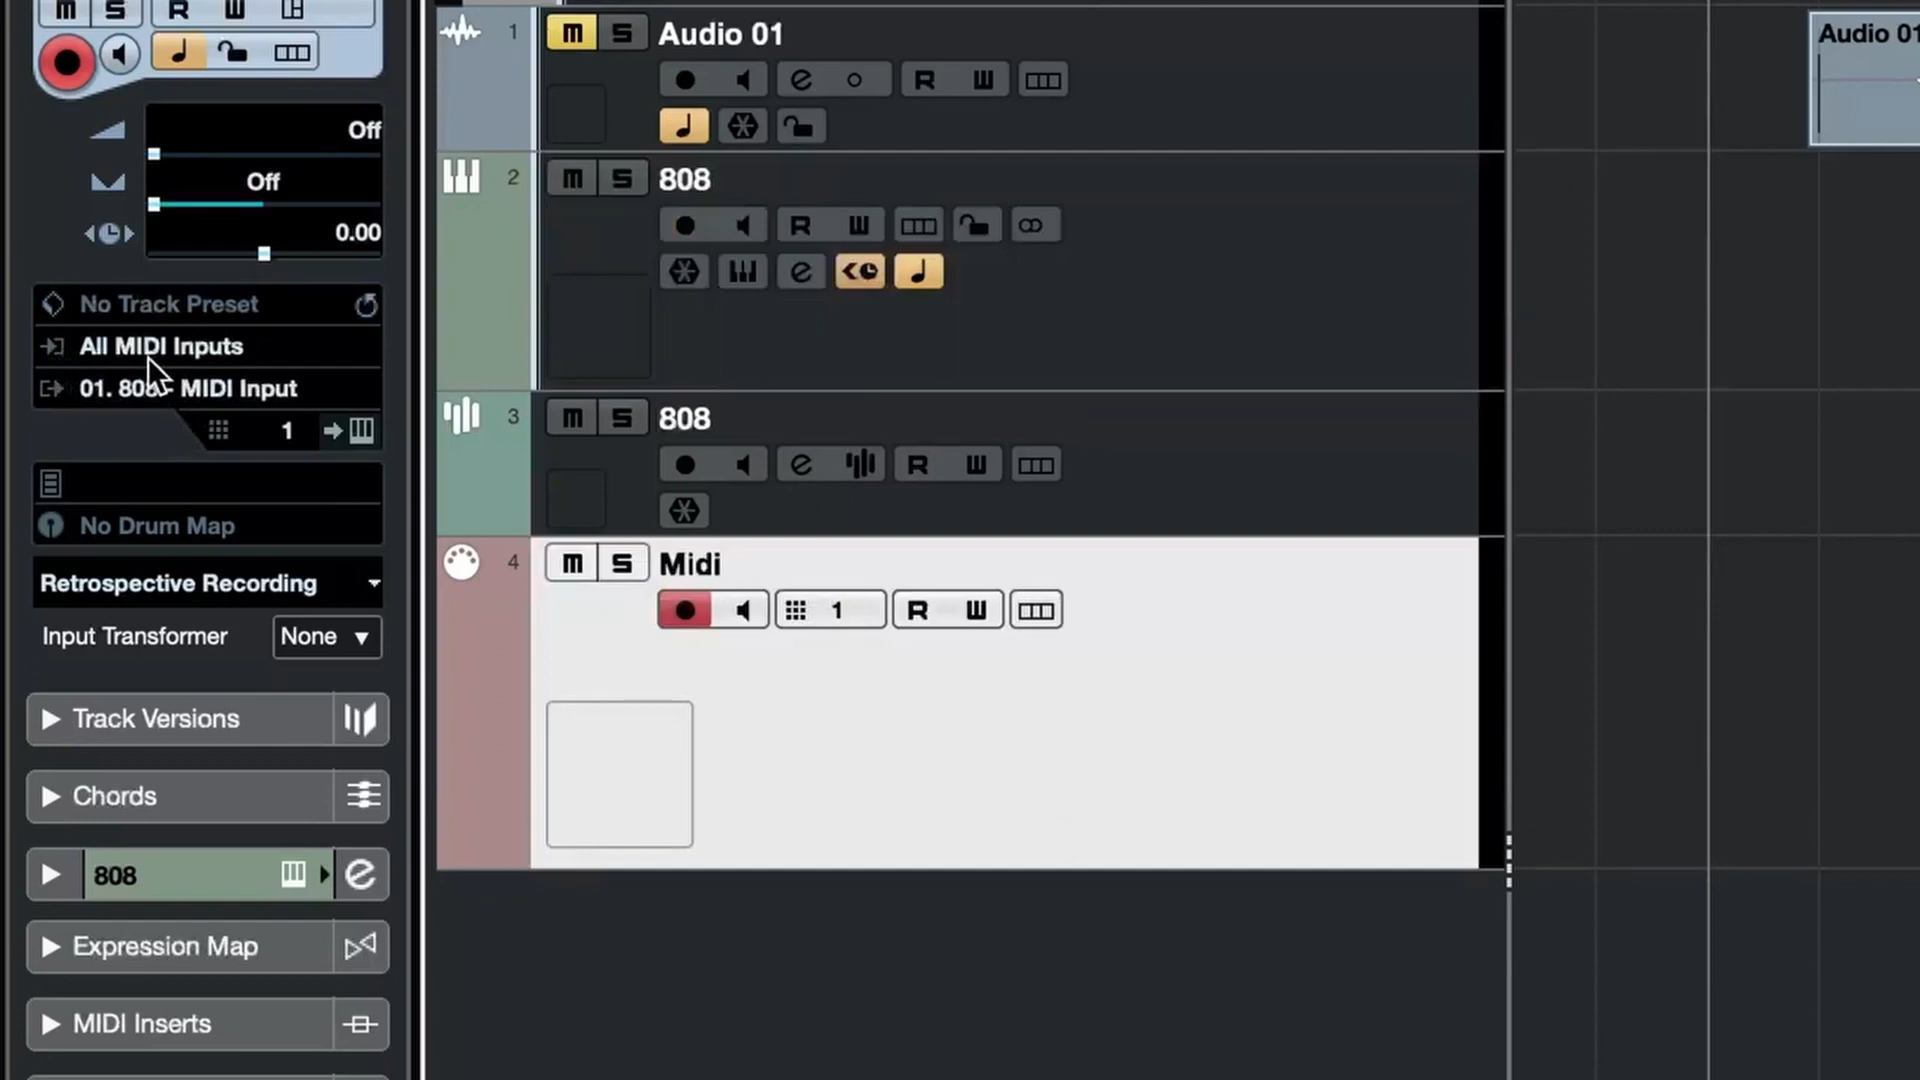 M S R W
Off
Off
0.00
No Track Preset
All MIDI Inputs
01. 808 - MIDI Input
1
No Drum Map
Retrospective Recording
Input Transformer None
Track Versions
Chords
808
Expression Map
MIDI Inserts
1 M S Audio 01
e R W
2 M S 808
R W
e
3 M S 808
e R W
4 M S Midi
1 R W
Audio 01